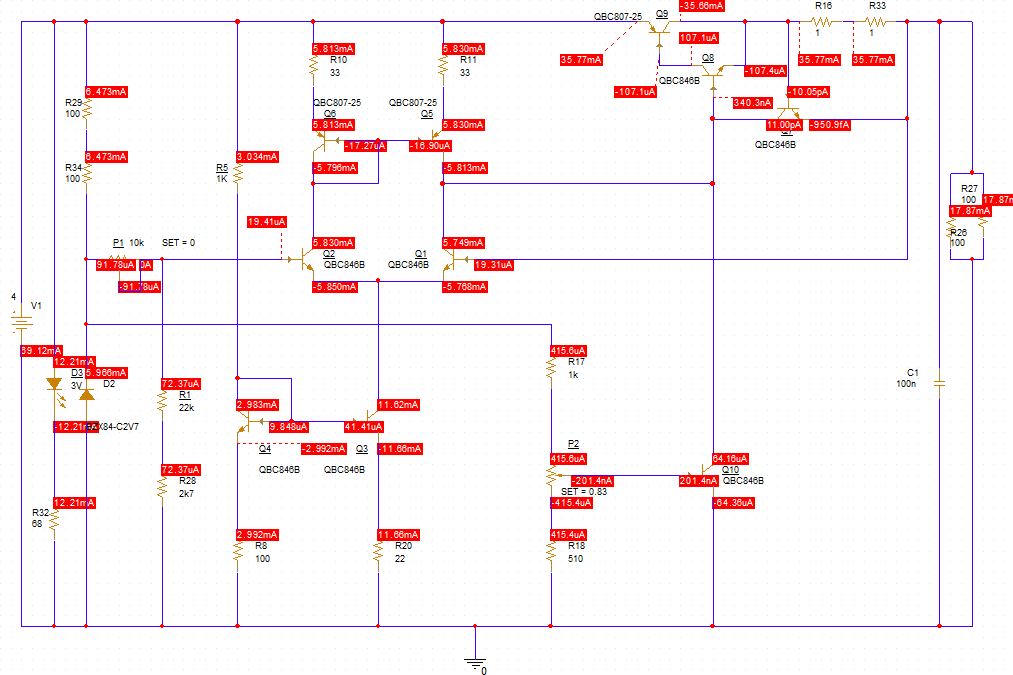 -35.66mA
R16
R33
QBC807-25
Q9
1
1
107.1uA
5.813mA
5.830mA
R10
R11
33
33
35.77mA
Q8
35.77mA
35.77mA
-107.4uA
QBC846B
6.473mA
-107.1uA
-10.05pA
R29
100
QBC807-25
QBC807-25
340.3nA
Q6
Q5
5.813mA
5.830mA
11.00pA
-950.9fA
QBC846B
-17.27uA
-16.90uA
6.473mA
3.034mA
R34
100
R5
1K
-5.796mA
-5.813mA
R27
100
17.87m
17.87mA
19.41uA
R26
100
P1
10k
SET = 0
5.830mA
5.749mA
Q2
QBC846B
Q1
QBC846B
91.78uA
0A
19.31uA
-5.850mA
-5.768mA
4
V1
39.12mA
12.21mA
415.6uA
R17
1k
D3
3V
5.966mA
D2
C1
100n
72.37uA
R1
22k
2.983mA
11.62mA
-12.21mA
X84-C2V7
9.848uA
41.41uA
Q4
-2.992mA
Q3
-11.66mA
P2
QBC846B
QBC846B
415.6uA
64.16uA
72.37uA
Q10
R28
2k7
-201.4nA
201.4nA
QBC846B
SET = 0.83
12.21mA
-415.4uA
-64.36uA
R32
68
2.992mA
11.66mA
415.4uA
R8
100
R20
22
R18
510
0